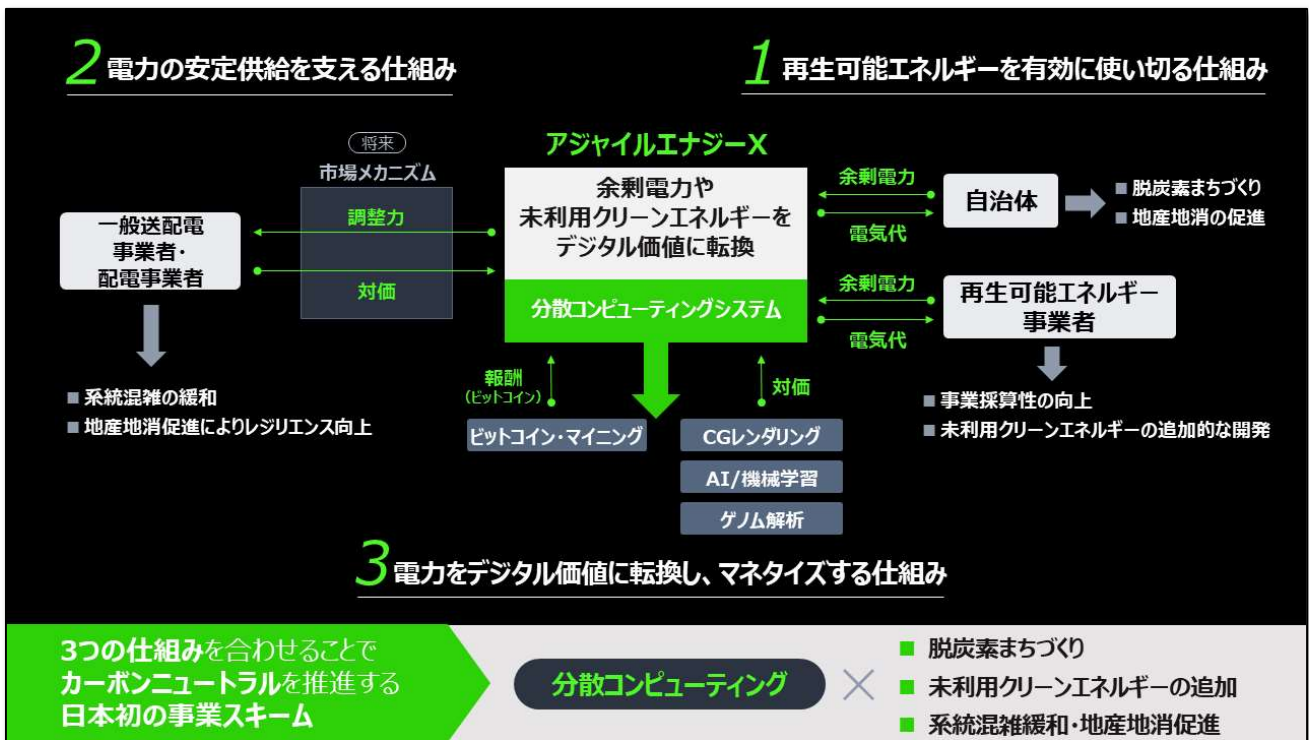 2 電力の安定供給を支える仕組み
1 再生可能エネルギーを有効に使い切る仕組み
将来
市場メカニズム
調整力
対価
一般送配電
事業者・
配電事業者
■ 系統混雑の緩和
■ 地産地消促進によりレジリエンス向上
アジャイルエナジーX
余剰電力や
未利用クリーンエネルギーを
デジタル価値に転換
分散コンピューティングシステム
余剰電力
電気代
自治体
■ 脱炭素まちづくり
■ 地産地消の促進
余剰電力
電気代
再生可能エネルギー
事業者
■ 事業採算性の向上
■ 未利用クリーンエネルギーの追加的な開発
報酬
(ビットコイン)
対価
ビットコイン・マイニング
CGレンダリング
AI/機械学習
ゲノム解析
3 電力をデジタル価値に転換し、マネタイズする仕組み
3つの仕組みを合わせることで
カーボンニュートラルを推進する
日本初の事業スキーム
分散コンピューティング
×
■ 脱炭素まちづくり
■ 未利用クリーンエネルギーの追加
■ 系統混雑緩和・地産地消促進